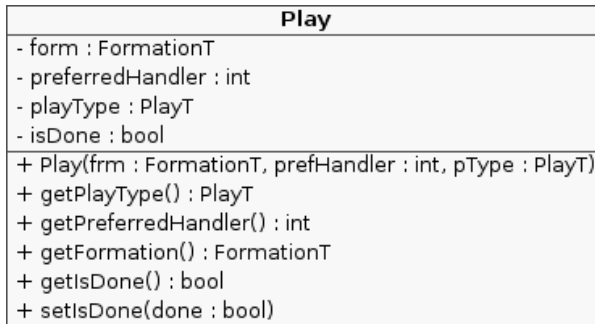 Play
- form : FormationT
- preferredHandler : int
- playType : PlayT
- isDone : bool
+ Play(frm : FormationT, prefHandler : int, pType : PlayT)
+ getPlayType() : PlayT
+ getPreferredHandler() : int
+ getFormation() : FormationT
+ getIsDone() : bool
+ setIsDone(done : bool)